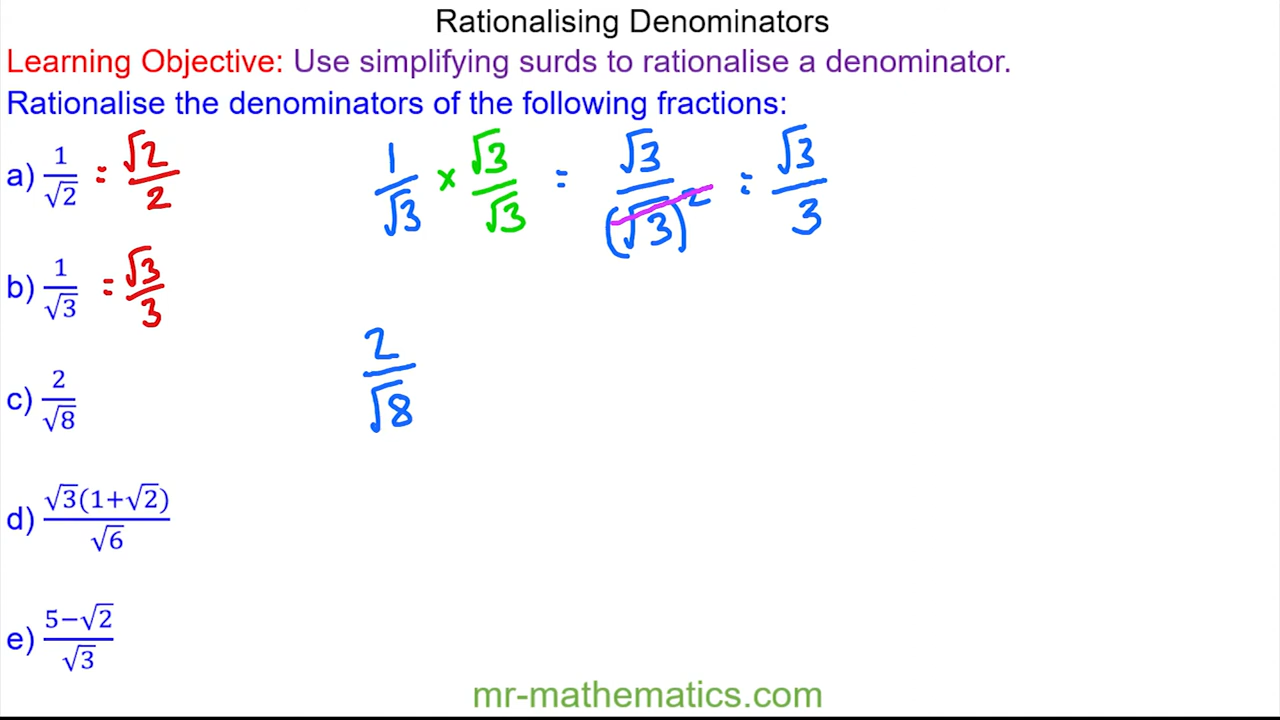 Rationalising Denominators
Learning Objective: Use simplifying surds to rationalise a denominator.
Rationalise the denominators of the following fractions:
a) 1/√2 = √2/2
1/√3 × √3/√3 = √3/(√3)² = √3/3
b) 1/√3 = √3/3
c) 2/√8
2/√8
d) √3(1+√2)/√6
e) 5−√2/√3
mr-mathematics.com